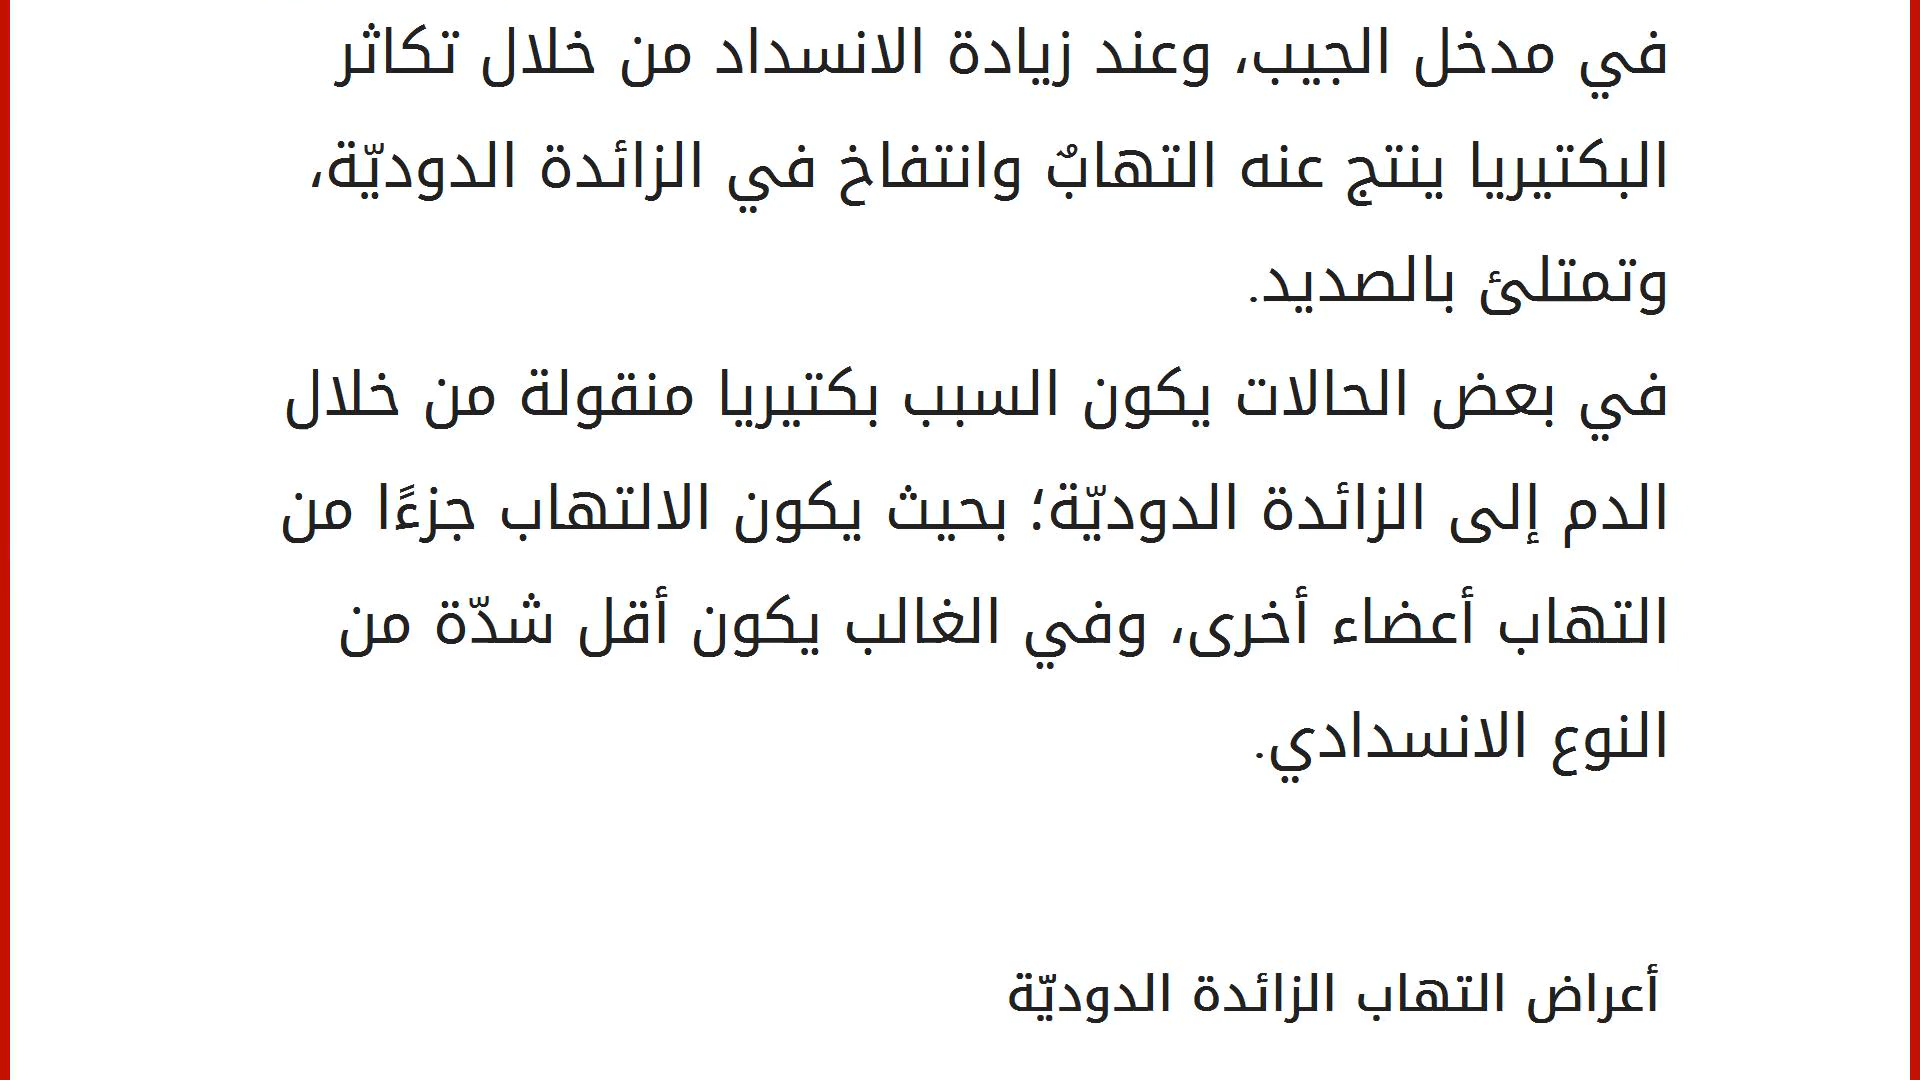 في مدخل الجيب، وعند زيادة الانسداد من خلال تكاثر
البكتيريا ينتج عنه التهابٌ وانتفاخ في الزائدة الدوديّة،
وتمتلئ بالصديد.
في بعض الحالات يكون السبب بكتيريا منقولة من خلال
الدم إلى الزائدة الدوديّة؛ بحيث يكون الالتهاب جزءًا من
التهاب أعضاء أخرى، وفي الغالب يكون أقل شدّة من
النوع الانسدادي.
أعراض التهاب الزائدة الدوديّة